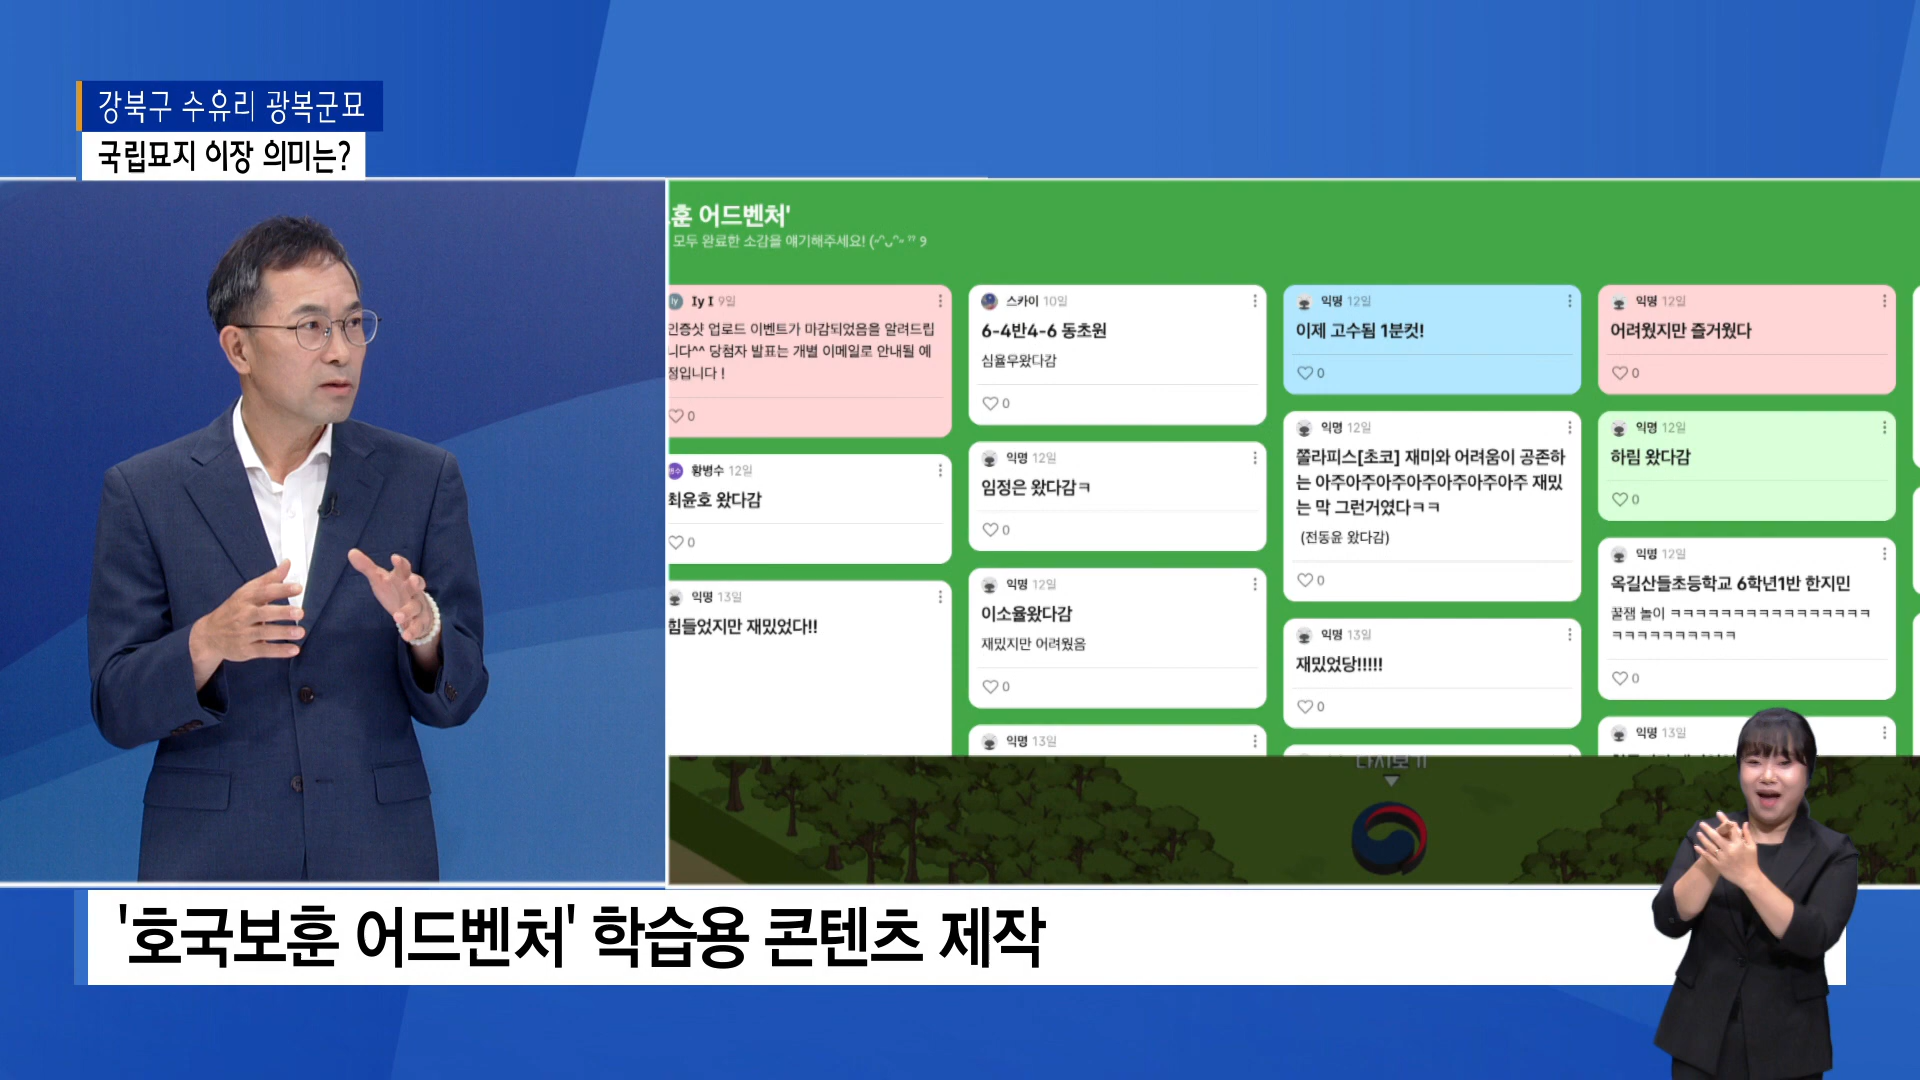 강북구 수유리 광복군묘
국립묘지 이장 의미는?
훈 어드벤처'
모두 완료한 소감을 얘기해주세요! (˶ᵔᵕᵔ˶ ⁾⁾ 9
ly Iy I 9일
인증샷 업로드 이벤트가 마감되었음을 알려드립
니다^^ 당첨자 발표는 개별 이메일로 안내될 예
정입니다 !
0
황병수 12일
최윤호 왔다감
0
익명 13일
힘들었지만 재밌었다!!
스카이 10일
6-4반4-6 동초원
심율우왔다감
0
익명 12일
임정은 왔다감ㅋ
0
익명 12일
이소율왔다감
재밌지만 어려웠음
0
익명 13일
익명 12일
이제 고수됨 1분컷!
0
익명 12일
쫄라피스[초코] 재미와 어려움이 공존하
는 아주아주아주아주아주아주아주 재밌
는 막 그런거였다ㅋㅋ
(전동윤 왔다감)
0
익명 13일
재밌었당!!!!!
0
익명 12일
어려웠지만 즐거웠다
0
익명 12일
하림 왔다감
0
익명 12일
옥길산들초등학교 6학년1반 한지민
꿀잼 놀이 ㅋㅋㅋㅋㅋㅋㅋㅋㅋㅋㅋㅋㅋㅋㅋㅋ
ㅋㅋㅋㅋㅋㅋㅋㅋㅋㅋ
0
익명 13일
다시보기
'호국보훈 어드벤처' 학습용 콘텐츠 제작